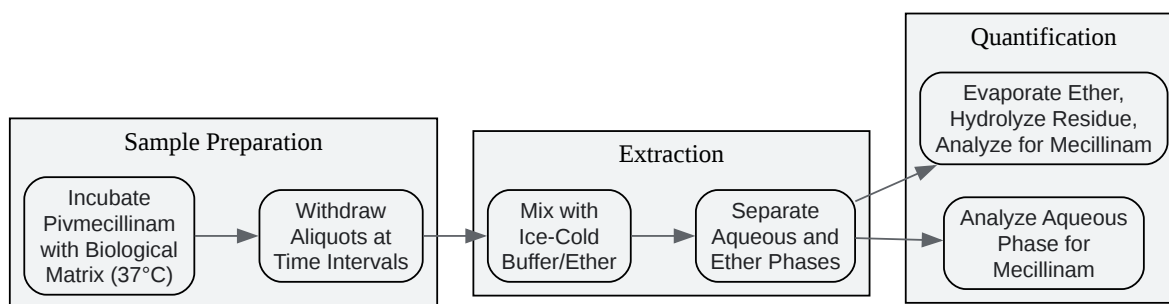 Sample Preparation
Incubate
Pivmecillinam
with Biological
Matrix (37°C)
Withdraw
Aliquots at
Time Intervals
Extraction
Mix with
Ice-Cold
Buffer/Ether
Separate
Aqueous and
Ether Phases
Quantification
Evaporate Ether,
Hydrolyze Residue,
Analyze for Mecillinam
Analyze Aqueous
Phase for
Mecillinam